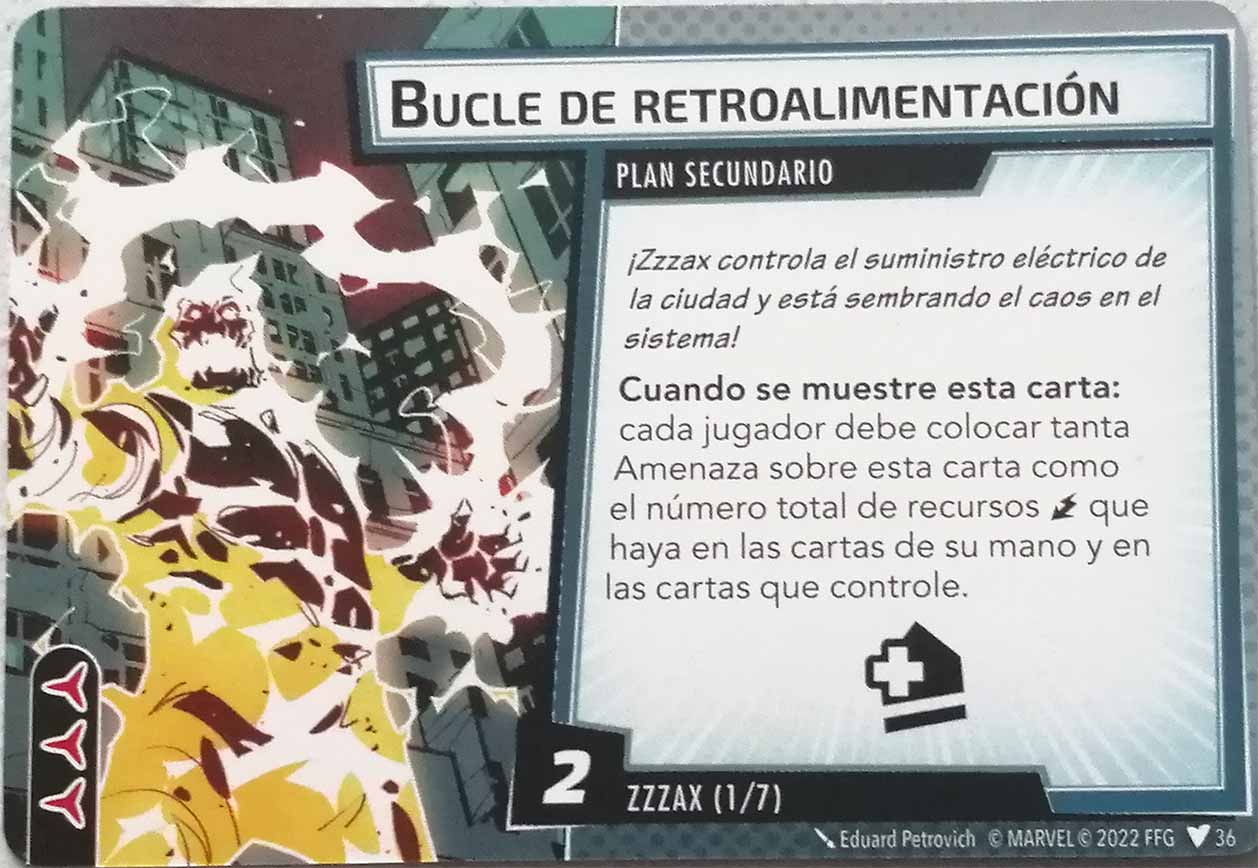 BUCLE DE RETROALIMENTACIÓN
PLAN SECUNDARIO
¡Zzzax controla el suministro eléctrico de
la ciudad y está sembrando el caos en el
sistema!
Cuando se muestre esta carta:
cada jugador debe colocar tanta
Amenaza sobre esta carta como
el número total de recursos que
haya en las cartas de su mano y en
las cartas que controle.
2
ZZZAX (1/7)
Eduard Petrovich © MARVEL © 2022 FFG 36